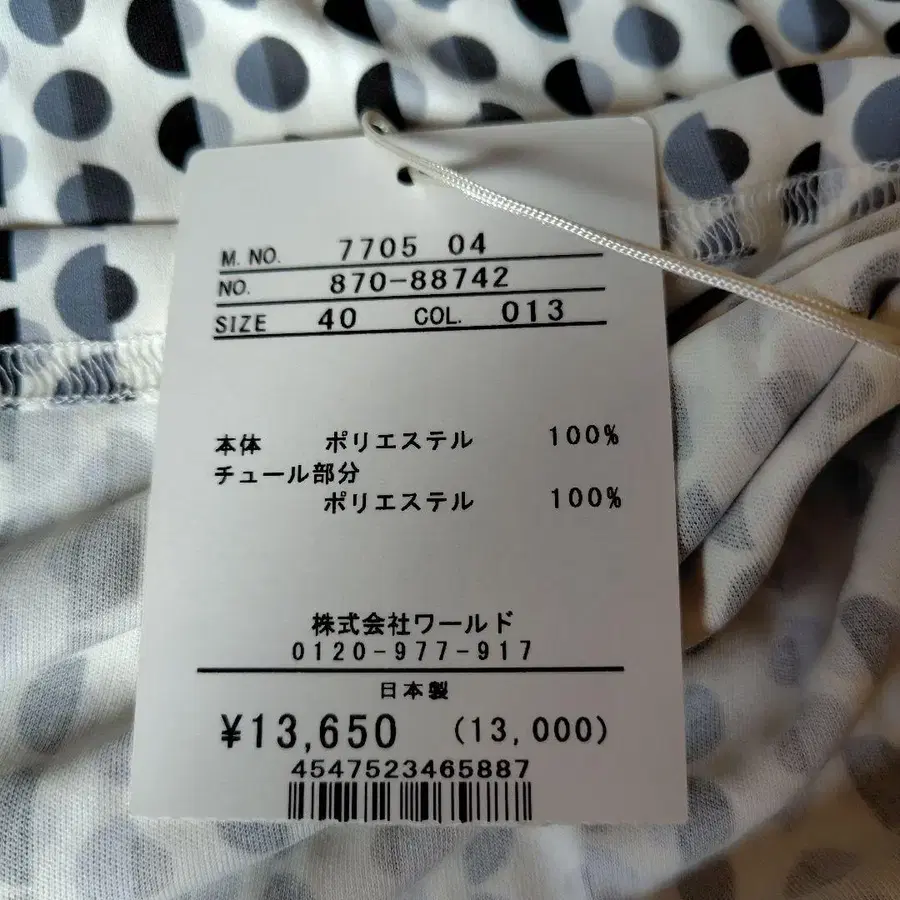 M. NO. 7705 04
NO. 870-88742
SIZE 40 COL. 013
本体 ポリエステル 100%
チュール部分
ポリエステル 100%
株式会社ワールド
0120-977-917
日本製
¥13,650 (13,000)
4547523465887